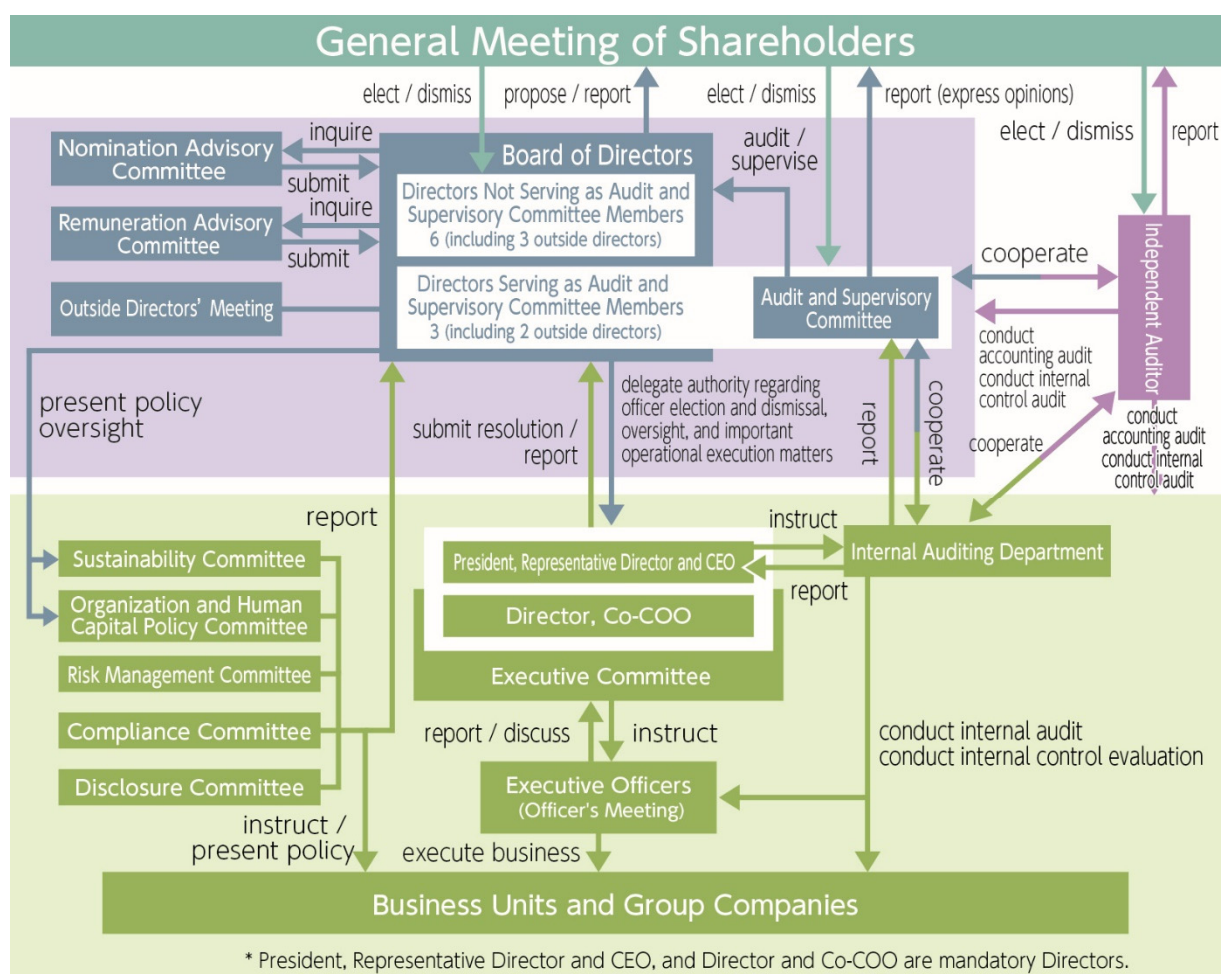 General Meeting of Shareholders
elect / dismiss
propose / report
elect / dismiss
report (express opinions)
elect / dismiss
report
Nomination Advisory
Committee
inquire
submit
Remuneration Advisory
Committee
inquire
submit
Outside Directors' Meeting
Board of Directors
Directors Not Serving as Audit and
Supervisory Committee Members
6 (including 3 outside directors)
Directors Serving as Audit and
Supervisory Committee Members
3 (including 2 outside directors)
audit /
supervise
Audit and Supervisory
Committee
cooperate
Independent Auditor
conduct
accounting audit
conduct internal
control audit
present policy
oversight
submit resolution /
report
delegate authority regarding
officer election and dismissal,
oversight, and important
operational execution matters
report
cooperate
cooperate
conduct
accounting audit
conduct internal
control audit
report
Sustainability Committee
Organization and Human
Capital Policy Committee
Risk Management Committee
Compliance Committee
Disclosure Committee
President, Representative Director and CEO
Director, Co-COO
Executive Committee
instruct
report
Internal Auditing Department
report / discuss
instruct
Executive Officers
(Officer's Meeting)
conduct internal audit
conduct internal control evaluation
instruct /
present policy
execute business
Business Units and Group Companies
* President, Representative Director and CEO, and Director and Co-COO are mandatory Directors.